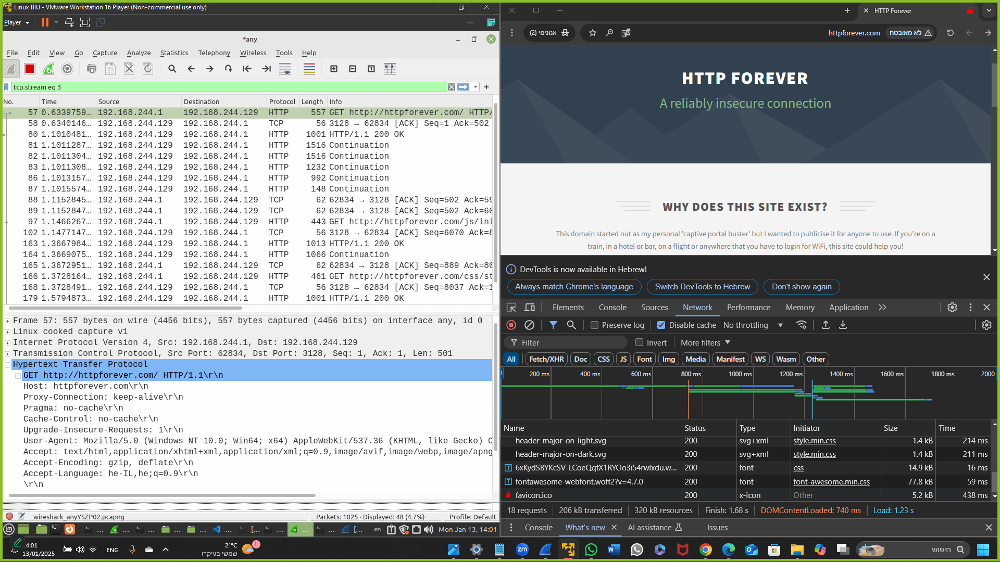 Linux BIU - VMware Workstation 16 Player (Non-commercial use only)
Player
*any
File Edit View Go Capture Analyze Statistics Telephony Wireless Tools Help
tcp.stream eq 3
No. Time Source Destination Protocol Length Info
57 0.6339759… 192.168.244.1 192.168.244.129 HTTP 557 GET http://httpforever.com/ HTTP/
58 0.6340146… 192.168.244.129 192.168.244.1 TCP 56 3128 → 62834 [ACK] Seq=1 Ack=502
80 1.1010481… 192.168.244.129 192.168.244.1 HTTP 1001 HTTP/1.1 200 OK
81 1.1011287… 192.168.244.129 192.168.244.1 HTTP 1516 Continuation
82 1.1011304… 192.168.244.129 192.168.244.1 HTTP 1516 Continuation
83 1.1011308… 192.168.244.129 192.168.244.1 HTTP 1232 Continuation
86 1.1013157… 192.168.244.129 192.168.244.1 HTTP 992 Continuation
87 1.1015574… 192.168.244.129 192.168.244.1 HTTP 148 Continuation
88 1.1152845… 192.168.244.1 192.168.244.129 TCP 62 62834 → 3128 [ACK] Seq=502 Ack=59
89 1.1152847… 192.168.244.1 192.168.244.129 TCP 62 62834 → 3128 [ACK] Seq=502 Ack=60
97 1.1466267… 192.168.244.1 192.168.244.129 HTTP 443 GET http://httpforever.com/js/ini
102 1.1477147… 192.168.244.129 192.168.244.1 TCP 56 3128 → 62834 [ACK] Seq=6070 Ack=8
163 1.3667984… 192.168.244.129 192.168.244.1 HTTP 1013 HTTP/1.1 200 OK
164 1.3669075… 192.168.244.129 192.168.244.1 HTTP 1066 Continuation
165 1.3672951… 192.168.244.1 192.168.244.129 TCP 62 62834 → 3128 [ACK] Seq=889 Ack=80
166 1.3728164… 192.168.244.1 192.168.244.129 HTTP 461 GET http://httpforever.com/css/st
168 1.3728491… 192.168.244.129 192.168.244.1 TCP 56 3128 → 62834 [ACK] Seq=8037 Ack=1
179 1.5794873… 192.168.244.129 192.168.244.1 HTTP 1001 HTTP/1.1 200 OK
Frame 57: 557 bytes on wire (4456 bits), 557 bytes captured (4456 bits) on interface any, id 0
Linux cooked capture v1
Internet Protocol Version 4, Src: 192.168.244.1, Dst: 192.168.244.129
Transmission Control Protocol, Src Port: 62834, Dst Port: 3128, Seq: 1, Ack: 1, Len: 501
Hypertext Transfer Protocol
GET http://httpforever.com/ HTTP/1.1\r\n
Host: httpforever.com\r\n
Proxy-Connection: keep-alive\r\n
Pragma: no-cache\r\n
Cache-Control: no-cache\r\n
Upgrade-Insecure-Requests: 1\r\n
User-Agent: Mozilla/5.0 (Windows NT 10.0; Win64; x64) AppleWebKit/537.36 (KHTML, like Gecko) C
Accept: text/html,application/xhtml+xml,application/xml;q=0.9,image/avif,image/webp,image/apng
Accept-Encoding: gzip, deflate\r\n
Accept-Language: he-IL,he;q=0.9\r\n
\r\n
wireshark_anyYSZP02.pcapng Packets: 1025 · Displayed: 48 (4.7%) Profile: Default
… … … … … … [… … … … [… en Mon Jan 13, 14:01
HTTP Forever
אנונימי (2) httpforever.com לא מאובטח
HTTP FOREVER
A reliably insecure connection
WHY DOES THIS SITE EXIST?
This domain started out as my personal 'captive portal buster' but I wanted to publicise it for anyone to use. If you're on a
train, in a hotel or bar, on a flight or anywhere that you have to login for WiFi, this site could help you!
DevTools is now available in Hebrew!
Always match Chrome's language Switch DevTools to Hebrew Don't show again
Elements Console Sources Network Performance Memory Application
Preserve log Disable cache No throttling
Filter Invert More filters
All Fetch/XHR Doc CSS JS Font Img Media Manifest WS Wasm Other
200 ms 400 ms 600 ms 800 ms 1000 ms 1200 ms 1400 ms 1600 ms 1800 ms 2000
Name Status Type Initiator Size Time
header-major-on-light.svg 200 svg+xml style.min.css 1.4 kB 214 ms
header-major-on-dark.svg 200 svg+xml style.min.css 1.4 kB 211 ms
6xKydSBYKcSV-LCoeQqfX1RYOo3i54rwlxdu.w... 200 font css 14.9 kB 16 ms
fontawesome-webfont.woff2?v=4.7.0 200 font font-awesome.min.css 77.8 kB 59 ms
favicon.ico 200 x-icon Other 5.2 kB 438 ms
18 requests 206 kB transferred 320 kB resources Finish: 1.68 s DOMContentLoaded: 740 ms Load: 1.23 s
Console What's new AI assistance Issues
4:01
13/01/2025
ENG
21°C
שמשי בעיקרו
1
zm
חיפוש